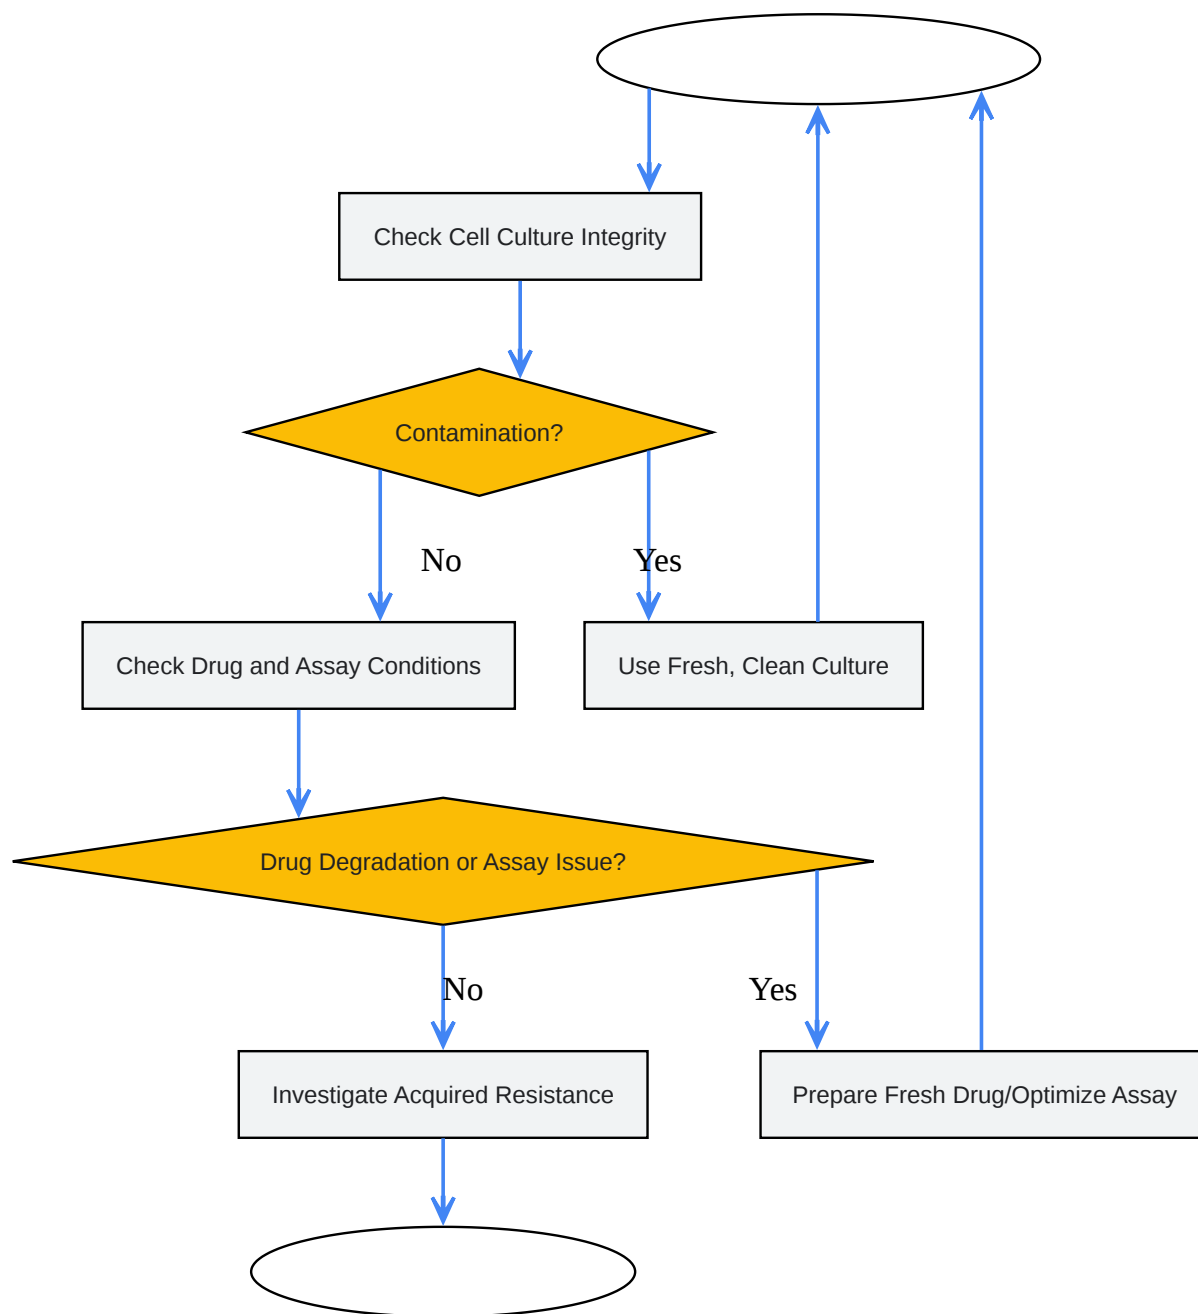 Check Cell Culture Integrity
Contamination?
No
Yes
Check Drug and Assay Conditions
Use Fresh, Clean Culture
Drug Degradation or Assay Issue?
No
Yes
Investigate Acquired Resistance
Prepare Fresh Drug/Optimize Assay